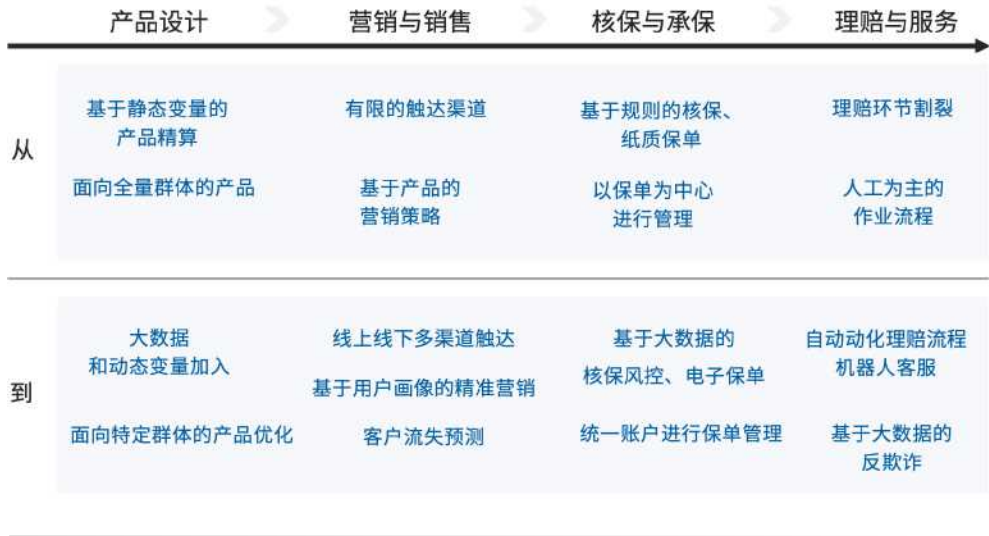 产品设计
营销与销售
核保与承保
理赔与服务
从
基于静态变量的
产品精算
面向全量群体的产品
有限的触达渠道
基于产品的
营销策略
基于规则的核保、
纸质保单
以保单为中心
进行管理
理赔环节割裂
人工为主的
作业流程
到
大数据
和动态变量加入
面向特定群体的产品优化
线上线下多渠道触达
基于用户画像的精准营销
客户流失预测
基于大数据的
核保风控、电子保单
统一账户进行保单管理
自动动化理赔流程
机器人客服
基于大数据的
反欺诈